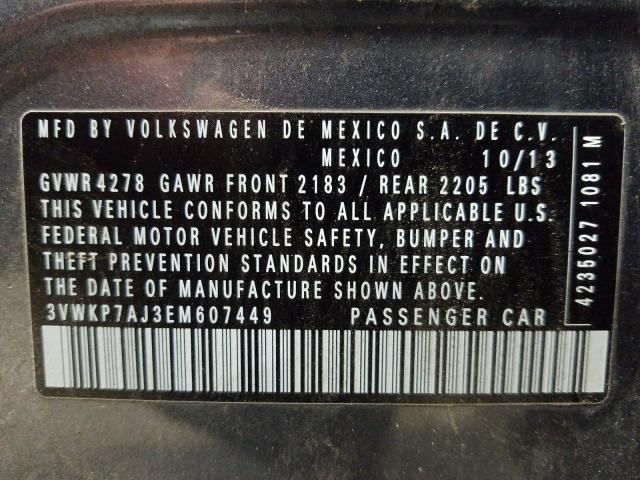 MFD BY VOLKSWAGEN DE MEXICO S.A. DE C.V.
MEXICO 10/13
GVWR 4278 GAWR FRONT 2183 / REAR 2205 LBS
THIS VEHICLE CONFORMS TO ALL APPLICABLE U.S.
FEDERAL MOTOR VEHICLE SAFETY, BUMPER AND
THEFT PREVENTION STANDARDS IN EFFECT ON
THE DATE OF MANUFACTURE SHOWN ABOVE.
3VWKP7AJ3EM607449 PASSENGER CAR
4235027 1081 M